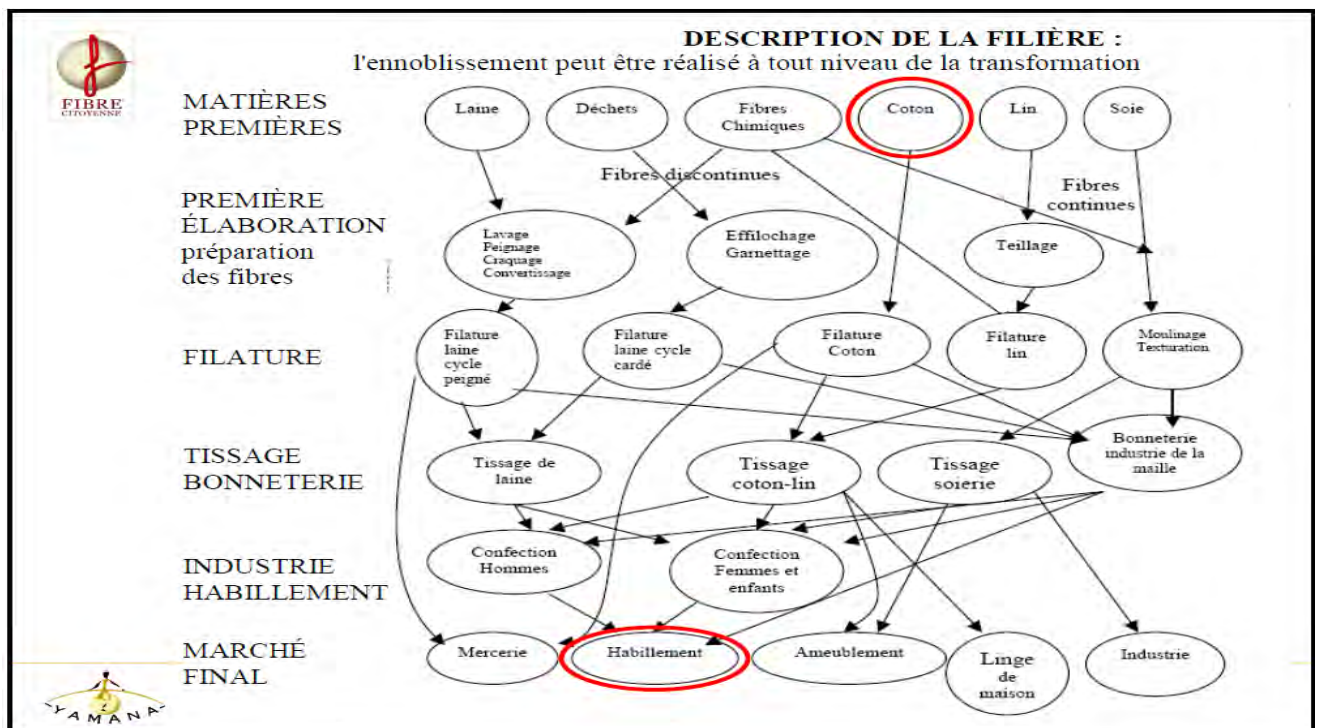 DESCRIPTION DE LA FILIÈRE :
l'ennoblissement peut être réalisé à tout niveau de la transformation
FIBRE
CITOYENNE
MATIÈRES
PREMIÈRES
Laine
Déchets
Fibres
Chimiques
Coton
Lin
Soie
Fibres discontinues
Fibres
continues
PREMIÈRE
ÉLABORATION
préparation
des fibres
Lavage
Peignage
Craquage
Convertissage
Effilochage
Garnettage
Teillage
FILATURE
Filature
laine
cycle
peigné
Filature
laine cycle
cardé
Filature
Coton
Filature
lin
Moulinage
Texturation
TISSAGE
BONNETERIE
Tissage de
laine
Tissage
coton-lin
Tissage
soierie
Bonneterie
industrie de la
maille
INDUSTRIE
HABILLEMENT
Confection
Hommes
Confection
Femmes et
enfants
MARCHÉ
FINAL
Mercerie
Habillement
Ameublement
Linge
de
maison
Industrie
YAMANA